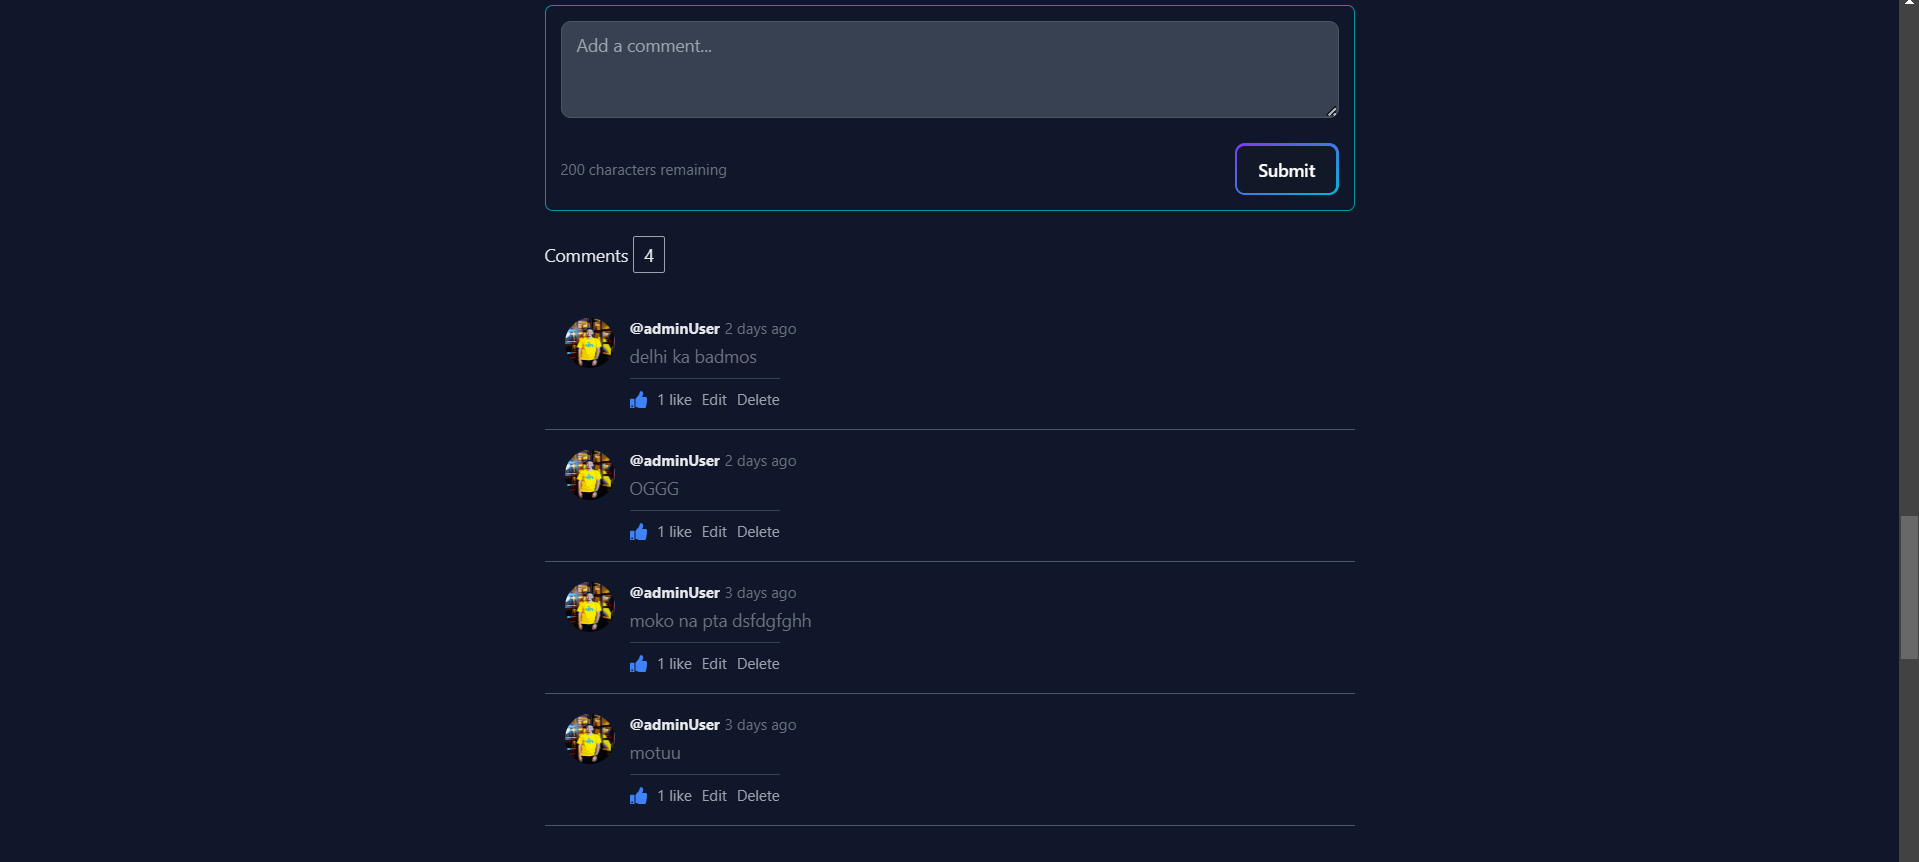 Add a comment...
200 characters remaining
Submit
Comments 4
@adminUser 2 days ago
delhi ka badmos
1 like Edit Delete
@adminUser 2 days ago
OGGG
1 like Edit Delete
@adminUser 3 days ago
moko na pta dsfdgfghh
1 like Edit Delete
@adminUser 3 days ago
motuu
1 like Edit Delete